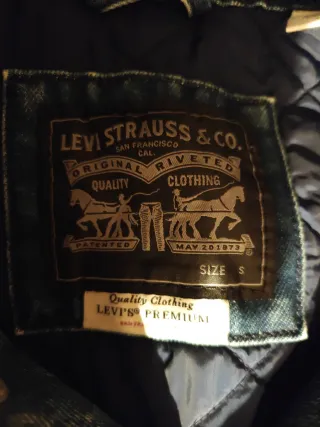 LEVI STRAUSS & CO.
SAN FRANCISCO
CAL.
ORIGINAL RIVETED
QUALITY CLOTHING
PATENTED MAY 20 1873
SIZE S
Quality Clothing
LEVI'S® PREMIUM